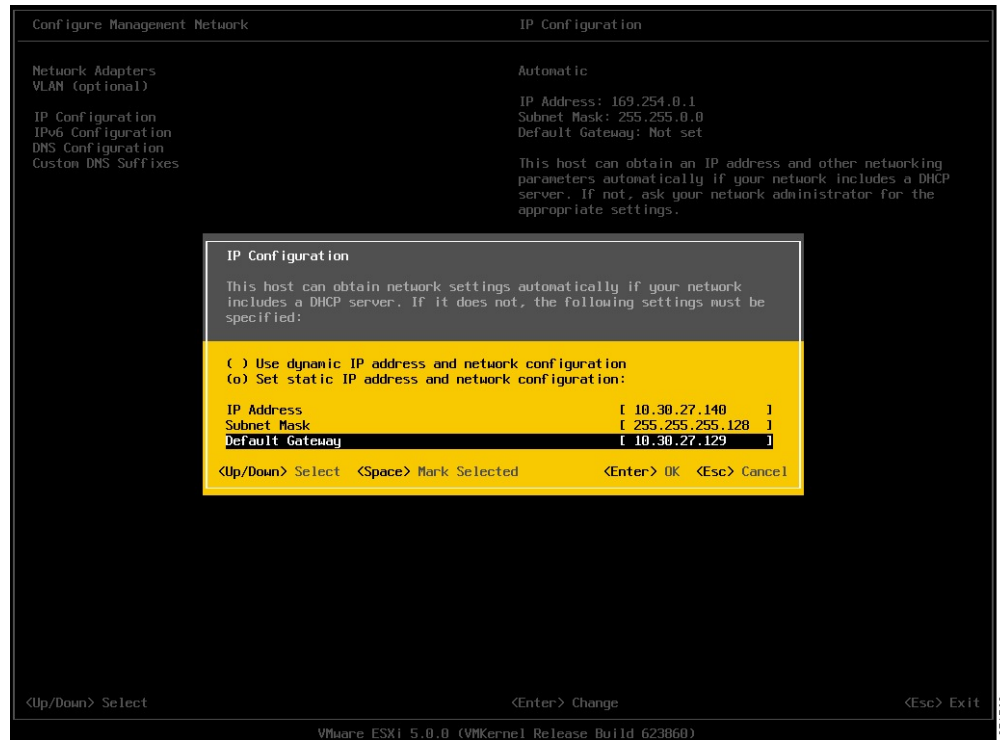 Configure Management Network
IP Configuration
Network Adapters
VLAN (optional)
IP Configuration
IPv6 Configuration
DNS Configuration
Custom DNS Suffixes
Automatic
IP Address: 169.254.0.1
Subnet Mask: 255.255.0.0
Default Gateway: Not set
This host can obtain an IP address and other networking
parameters automatically if your network includes a DHCP
server. If not, ask your network administrator for the
appropriate settings.
IP Configuration
This host can obtain network settings automatically if your network
includes a DHCP server. If it does not, the following settings must be
specified:
( ) Use dynamic IP address and network configuration
(o) Set static IP address and network configuration:
IP Address [ 10.30.27.140 ]
Subnet Mask [ 255.255.255.128 ]
Default Gateway [ 10.30.27.129 ]
<Up/Down> Select <Space> Mark Selected <Enter> OK <Esc> Cancel
<Up/Down> Select <Enter> Change <Esc> Exit
VMware ESXi 5.0.0 (VMKernel Release Build 623860)